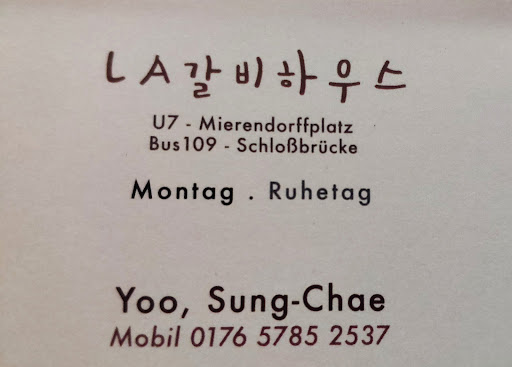 LA갈비하우스
U7 - Mierendorffplatz
Bus109 - Schloßbrücke
Montag . Ruhetag
Yoo, Sung-Chae
Mobil 0176 5785 2537